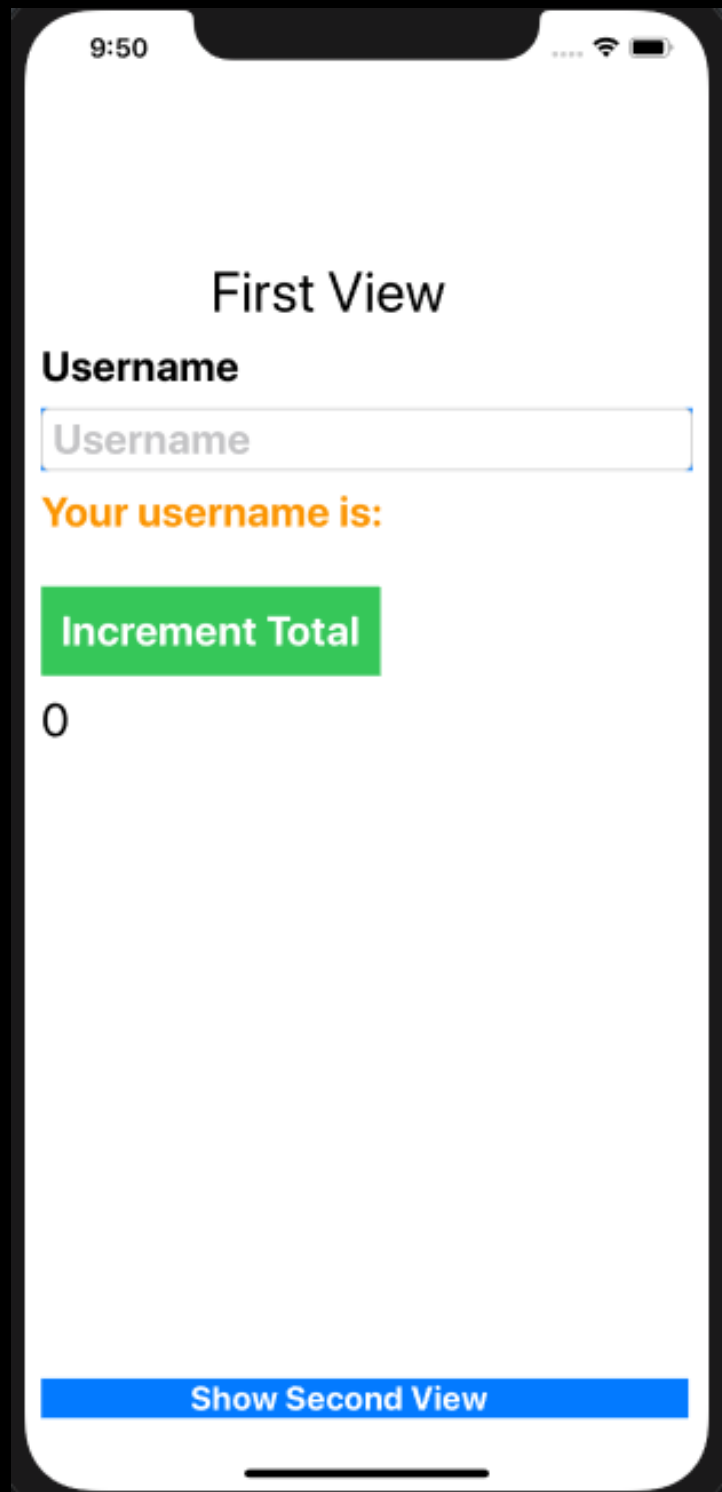 9:50
First View
Username
Username
Your username is:
Increment Total
0
Show Second View